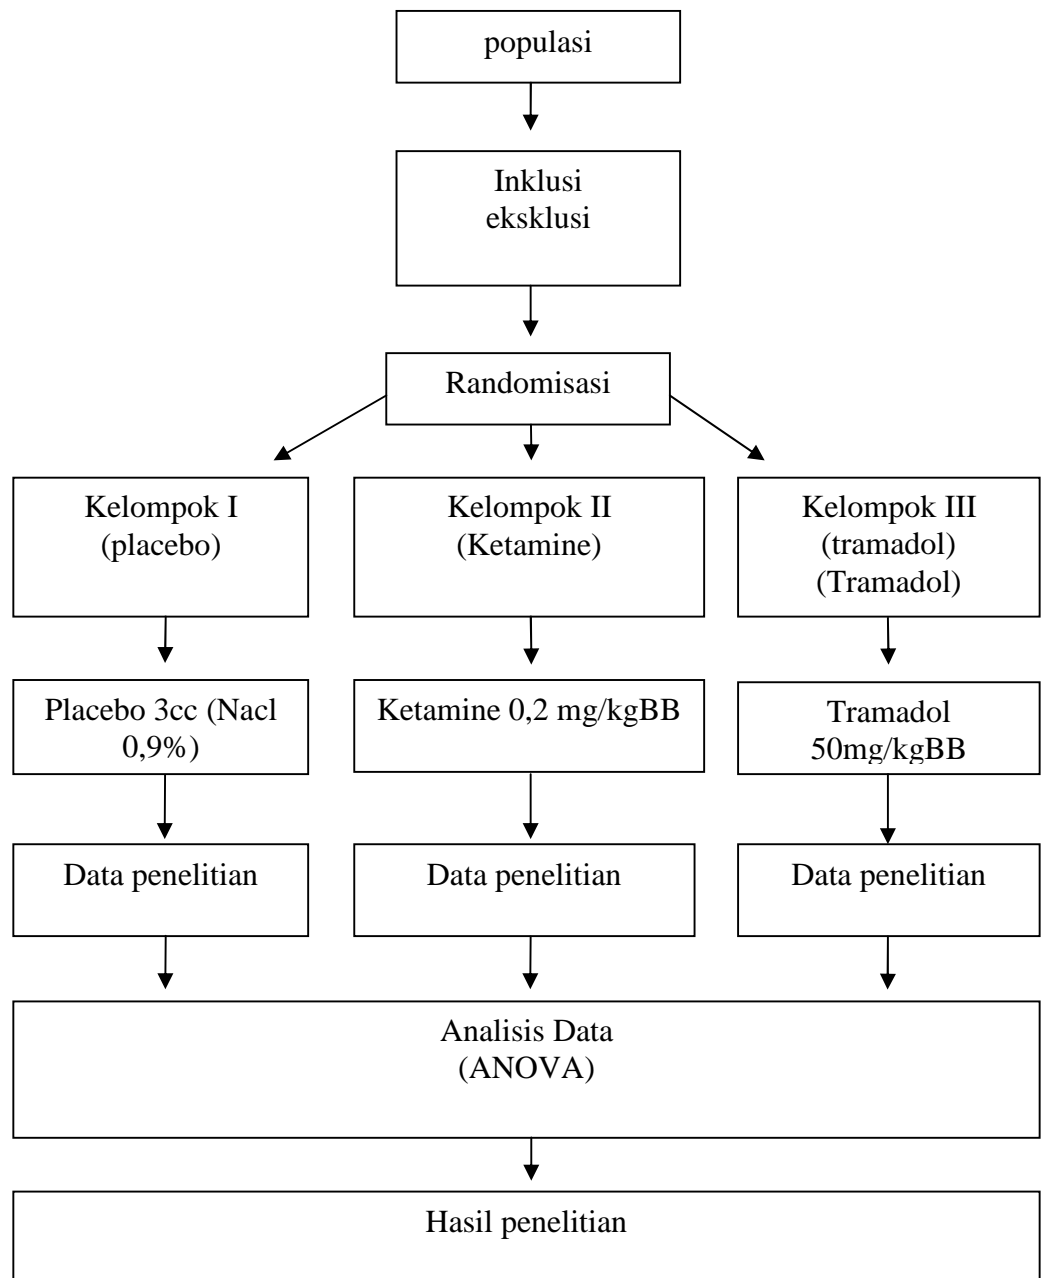 populasi
Inklusi
eksklusi
Randomisasi
Kelompok I
(placebo)
Kelompok II
(Ketamine)
Kelompok III
(tramadol)
(Tramadol)
Placebo 3cc (Nacl
0,9%)
Ketamine 0,2 mg/kgBB
Tramadol
50mg/kgBB
Data penelitian
Data penelitian
Data penelitian
Analisis Data
(ANOVA)
Hasil penelitian